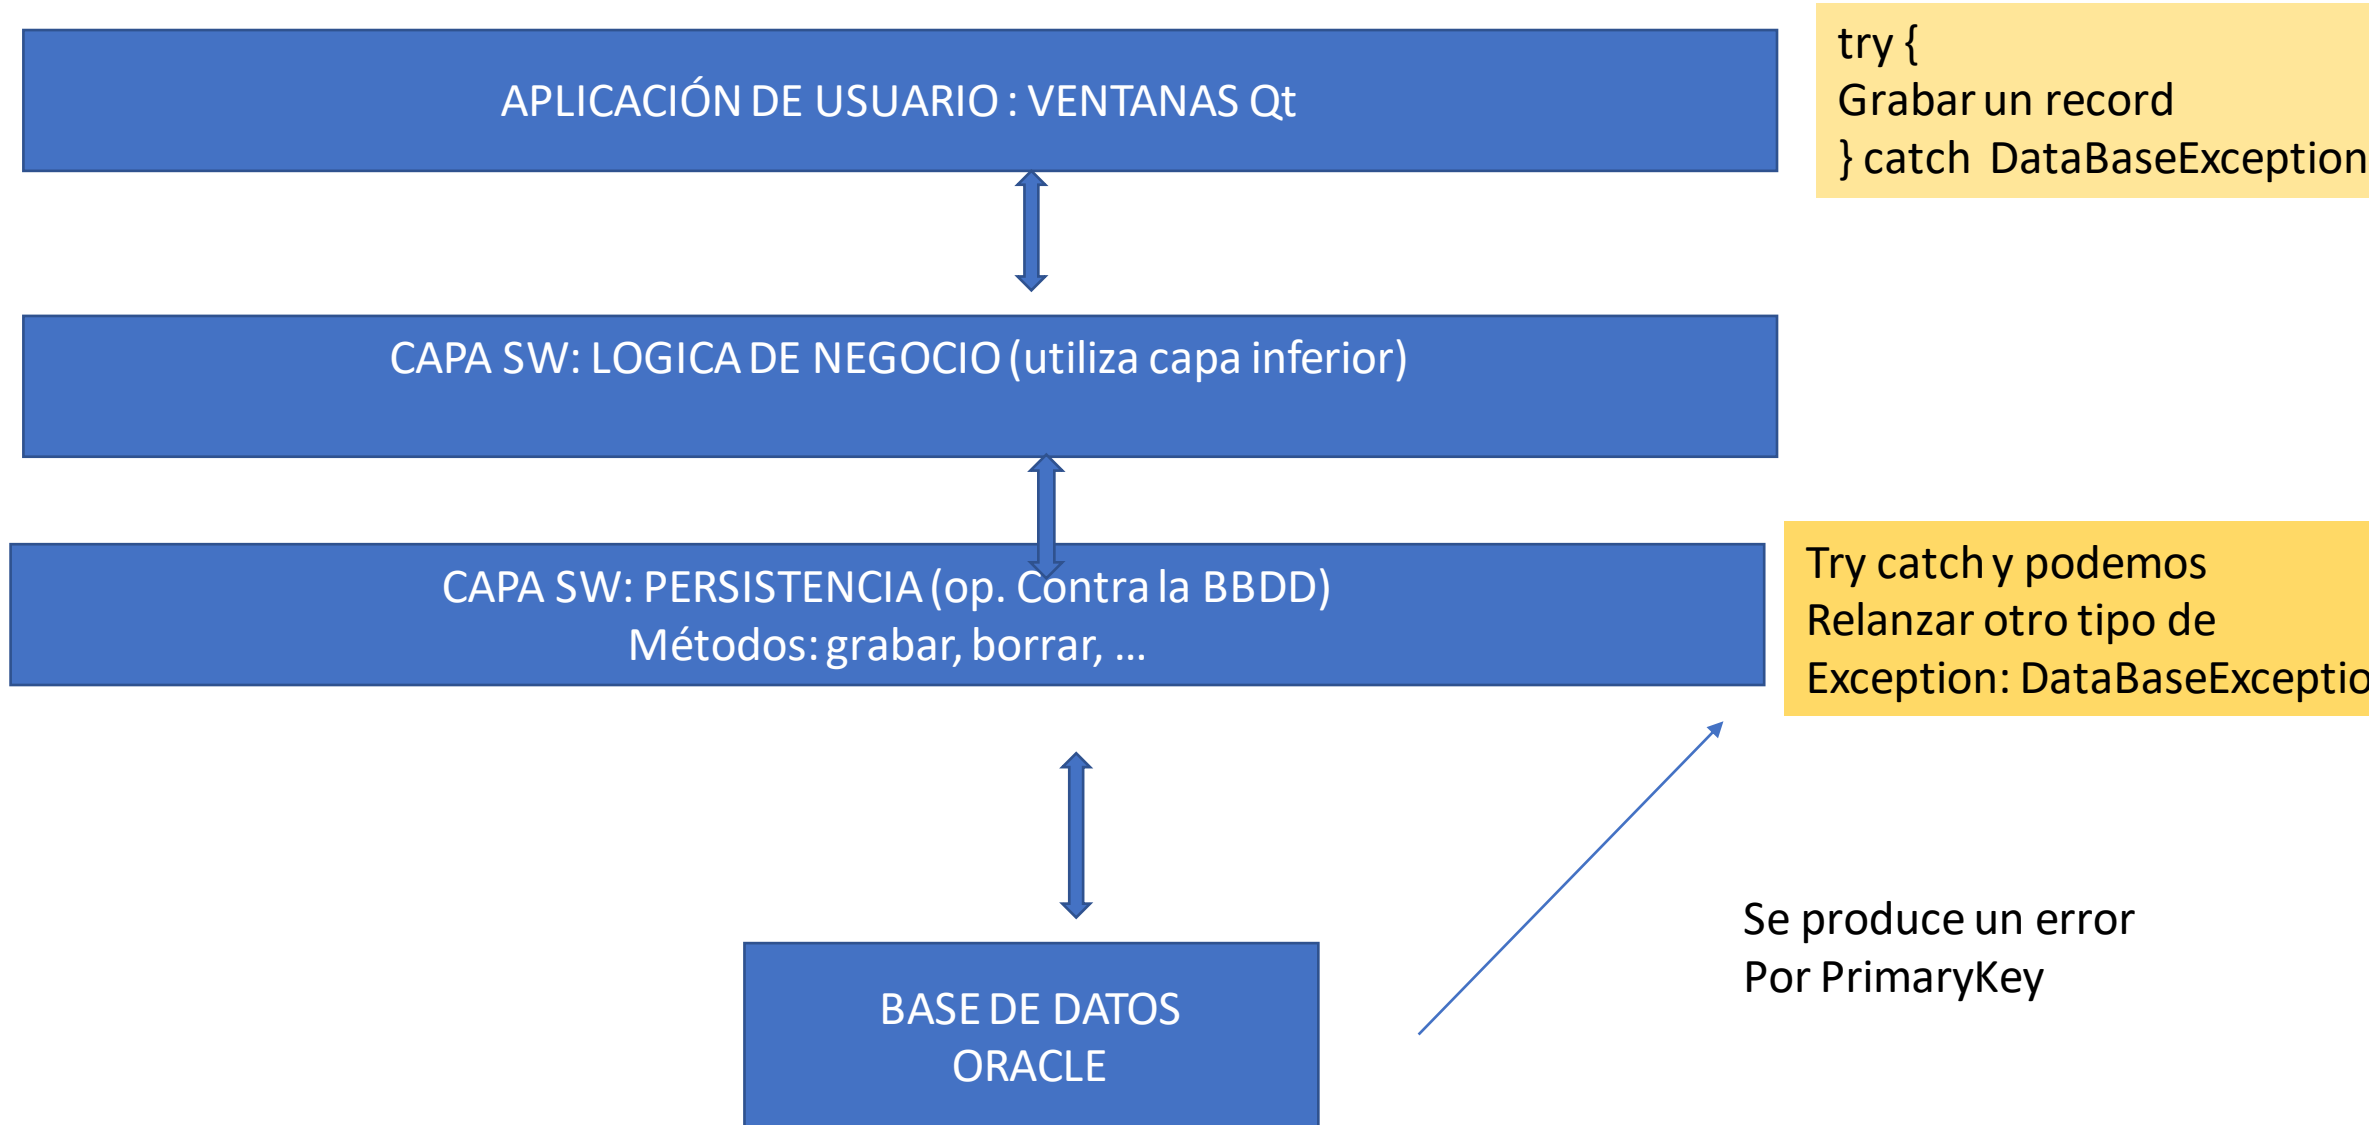 APLICACIÓN DE USUARIO : VENTANAS Qt
try {
Grabar un record
} catch DataBaseException
CAPA SW: LOGICA DE NEGOCIO (utiliza capa inferior)
CAPA SW: PERSISTENCIA (op. Contra la BBDD)
Métodos: grabar, borrar, ...
Try catch y podemos
Relanzar otro tipo de
Exception: DataBaseExceptio
Se produce un error
Por PrimaryKey
BASE DE DATOS
ORACLE